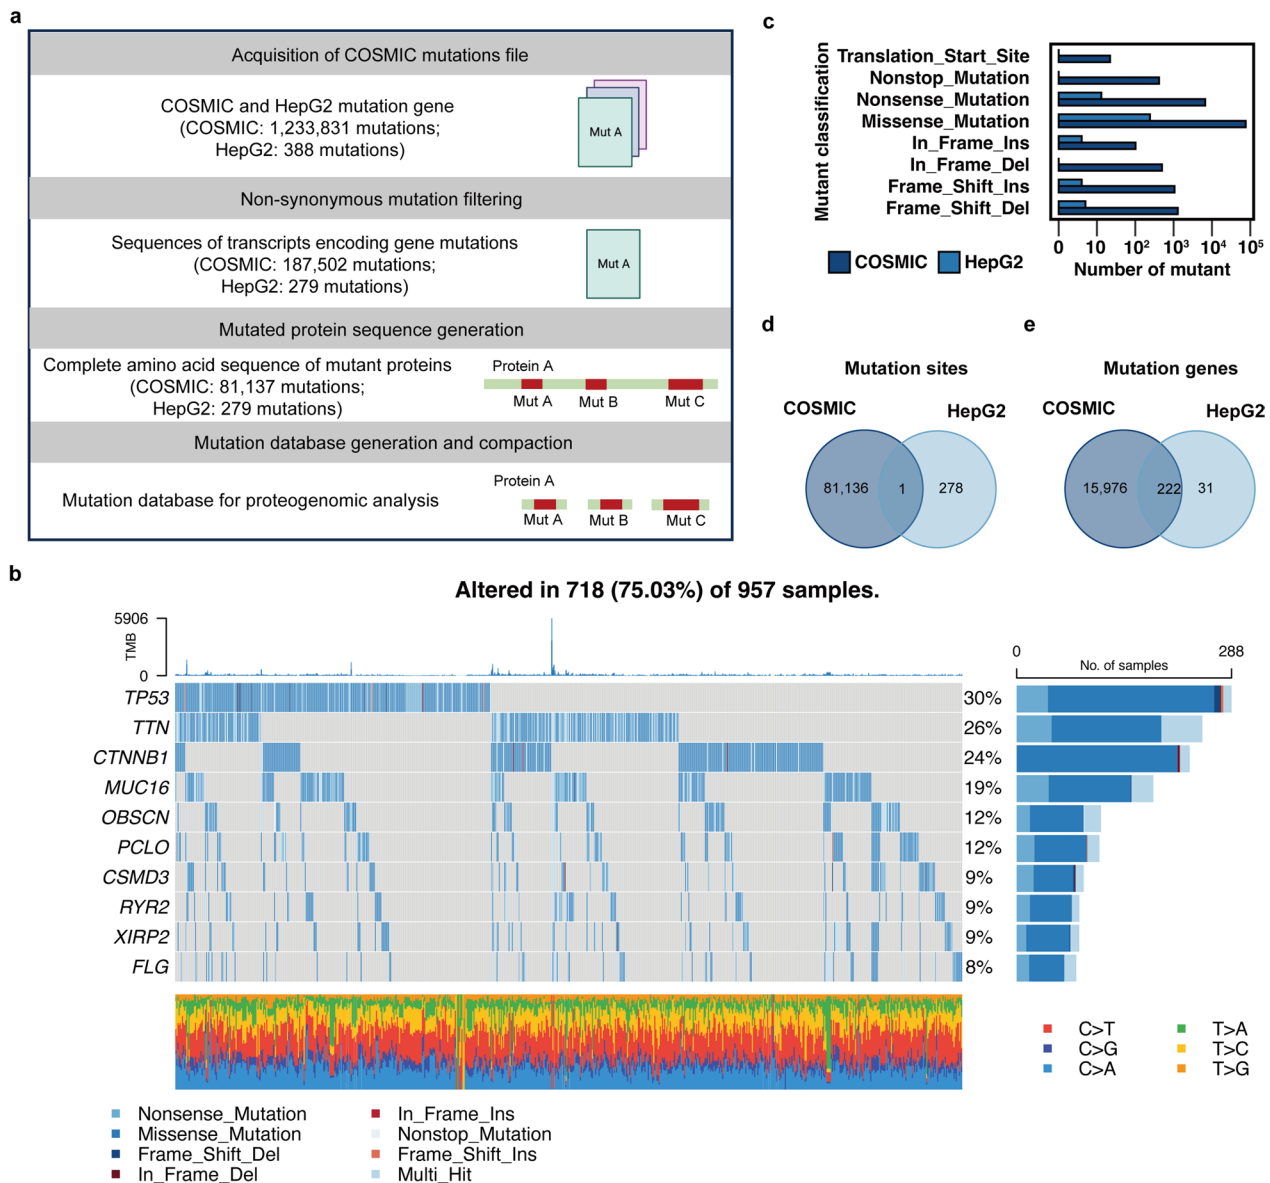 a
Acquisition of COSMIC mutations file
COSMIC and HepG2 mutation gene
(COSMIC: 1,233,831 mutations;
HepG2: 388 mutations)
Mut A
Non-synonymous mutation filtering
Sequences of transcripts encoding gene mutations
(COSMIC: 187,502 mutations;
HepG2: 279 mutations)
Mut A
Mutated protein sequence generation
Complete amino acid sequence of mutant proteins
(COSMIC: 81,137 mutations;
HepG2: 279 mutations)
Protein A
Mut A Mut B Mut C
Mutation database generation and compaction
Mutation database for proteogenomic analysis
Protein A
Mut A Mut B Mut C
c
Mutant classification
Translation_Start_Site
Nonstop_Mutation
Nonsense_Mutation
Missense_Mutation
In_Frame_Ins
In_Frame_Del
Frame_Shift_Ins
Frame_Shift_Del
0 10 10² 10³ 10⁴ 10⁵
Number of mutant
COSMIC HepG2
d
Mutation sites
COSMIC HepG2
81,136 1 278
e
Mutation genes
COSMIC HepG2
15,976 222 31
b
Altered in 718 (75.03%) of 957 samples.
5906
TMB
0
0 288
No. of samples
TP53 30%
TTN 26%
CTNNB1 24%
MUC16 19%
OBSCN 12%
PCLO 12%
CSMD3 9%
RYR2 9%
XIRP2 9%
FLG 8%
C>T T>A
C>G T>C
C>A T>G
Nonsense_Mutation In_Frame_Ins
Missense_Mutation Nonstop_Mutation
Frame_Shift_Del Frame_Shift_Ins
In_Frame_Del Multi_Hit